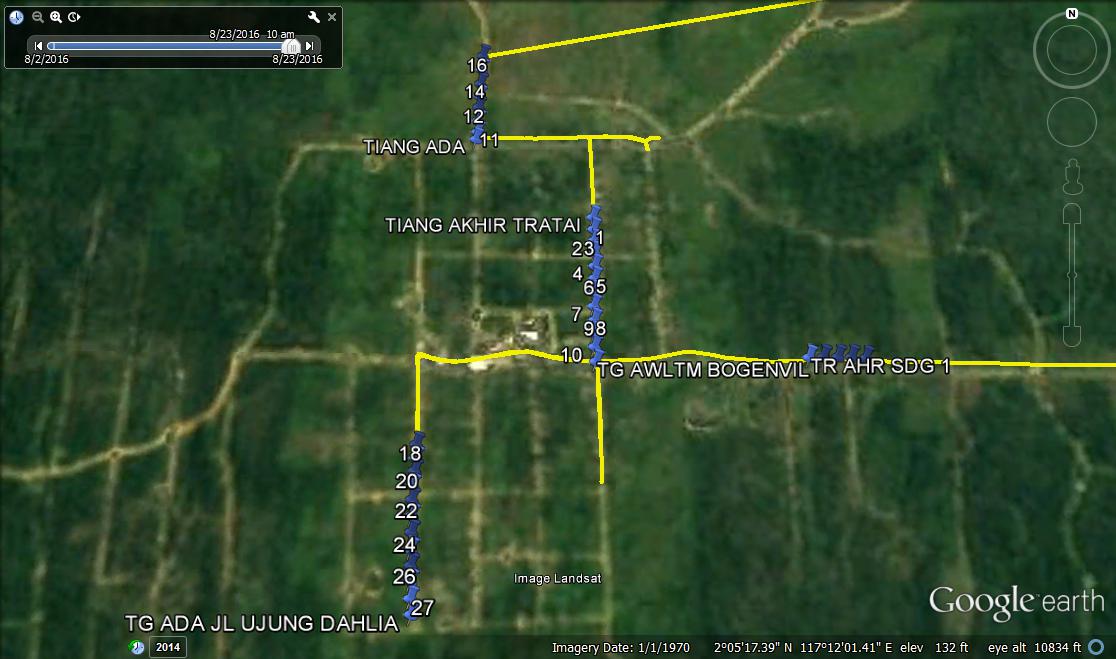 8/23/2016 10 am
8/2/2016
8/23/2016
N
16
14
12
11
TIANG ADA
TIANG AKHIR TRATAI
1
23
4
65
7
98
10
TG AWLTM BOGENVIL
TR AHR SDG 1
18
20
22
24
26
27
TG ADA JL UJUNG DAHLIA
Image Landsat
Google earth
2014
Imagery Date: 1/1/1970 2°05'17.39" N 117°12'01.41" E elev 132 ft eye alt 10834 ft